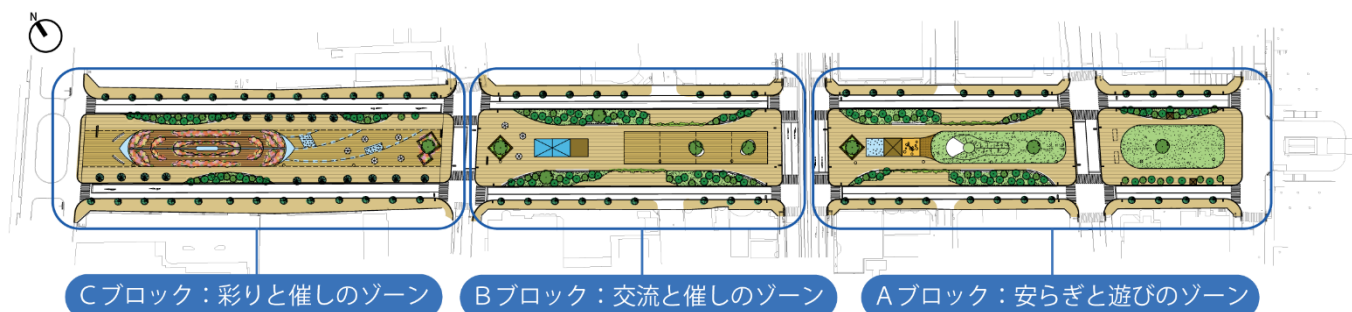 N
Cブロック：彩りと催しのゾーン
Bブロック：交流と催しのゾーン
Aブロック：安らぎと遊びのゾーン